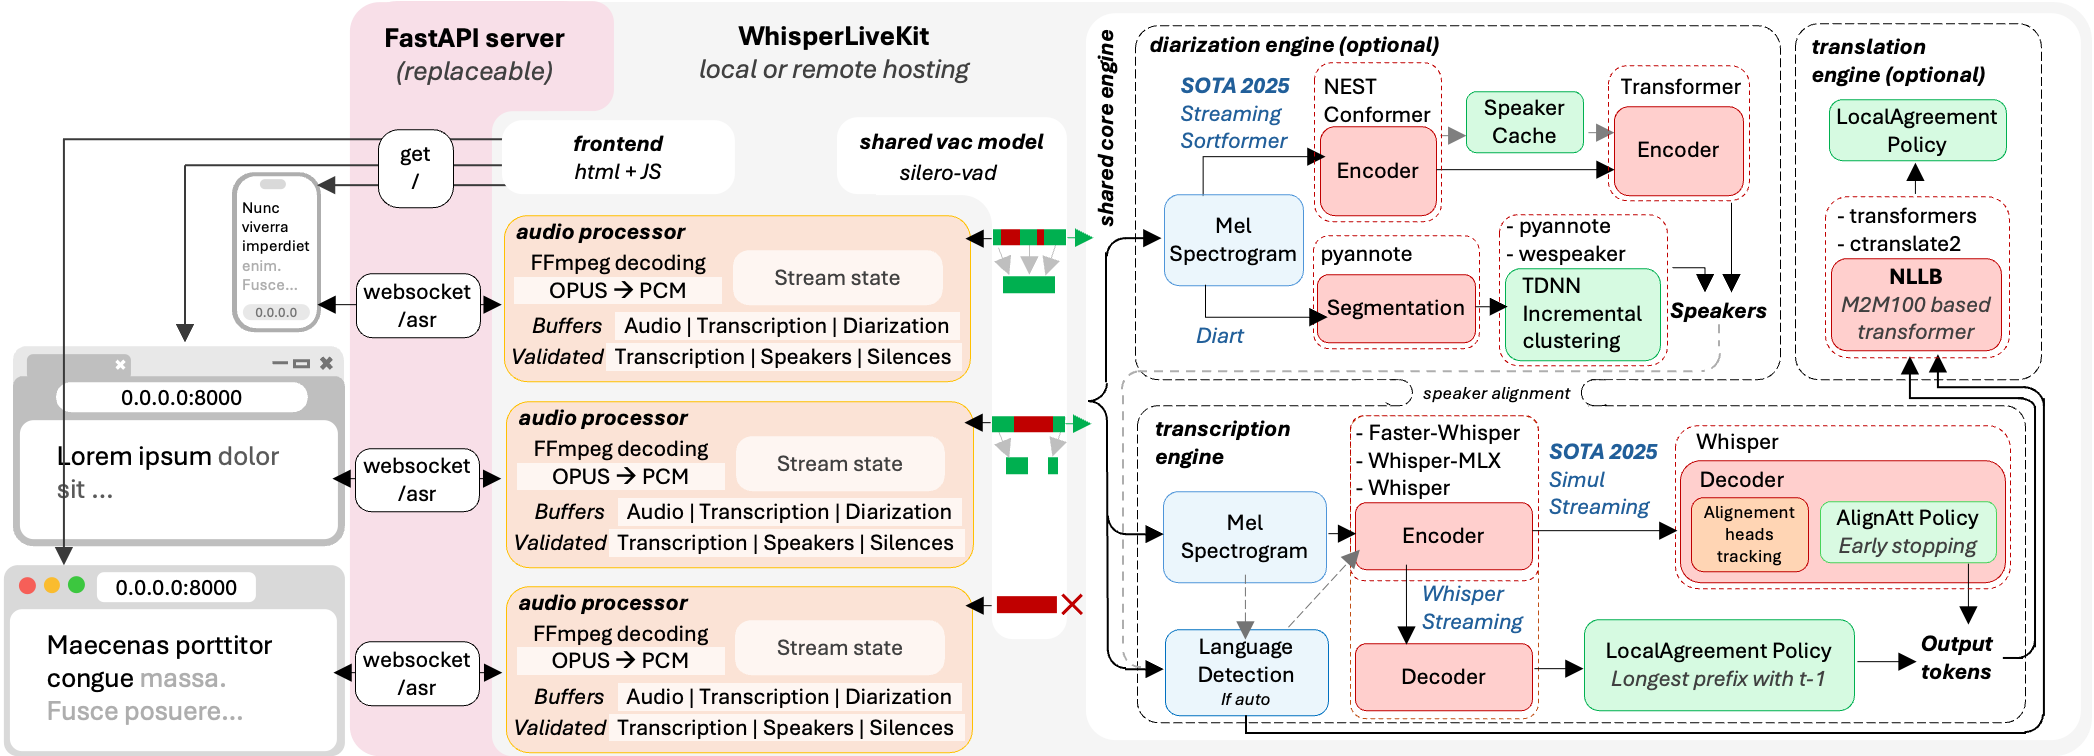 FastAPI server
(replaceable)
WhisperLiveKit
local or remote hosting
get
/
frontend
html + JS
shared vac model
silero-vad
Nunc
viverra
imperdiet
enim.
Fusce...
0.0.0.0
websocket
/asr
audio processor
FFmpeg decoding
OPUS → PCM
Stream state
Buffers Audio | Transcription | Diarization
Validated Transcription | Speakers | Silences
0.0.0.0:8000
Lorem ipsum dolor
sit ...
websocket
/asr
audio processor
FFmpeg decoding
OPUS → PCM
Stream state
Buffers Audio | Transcription | Diarization
Validated Transcription | Speakers | Silences
0.0.0.0:8000
Maecenas porttitor
congue massa.
Fusce posuere...
websocket
/asr
audio processor
FFmpeg decoding
OPUS → PCM
Stream state
Buffers Audio | Transcription | Diarization
Validated Transcription | Speakers | Silences
shared core engine
diarization engine (optional)
SOTA 2025
Streaming
Sortformer
NEST
Conformer
Encoder
Speaker
Cache
Transformer
Encoder
Mel
Spectrogram
Diart
pyannote
Segmentation
- pyannote
- wespeaker
TDNN
Incremental
clustering
Speakers
translation
engine (optional)
LocalAgreement
Policy
- transformers
- ctranslate2
NLLB
M2M100 based
transformer
speaker alignment
transcription
engine
Mel
Spectrogram
Language
Detection
If auto
- Faster-Whisper
- Whisper-MLX
- Whisper
Encoder
SOTA 2025
Simul
Streaming
Whisper
Streaming
Decoder
Whisper
Decoder
Alignement
heads
tracking
AlignAtt Policy
Early stopping
LocalAgreement Policy
Longest prefix with t-1
Output
tokens